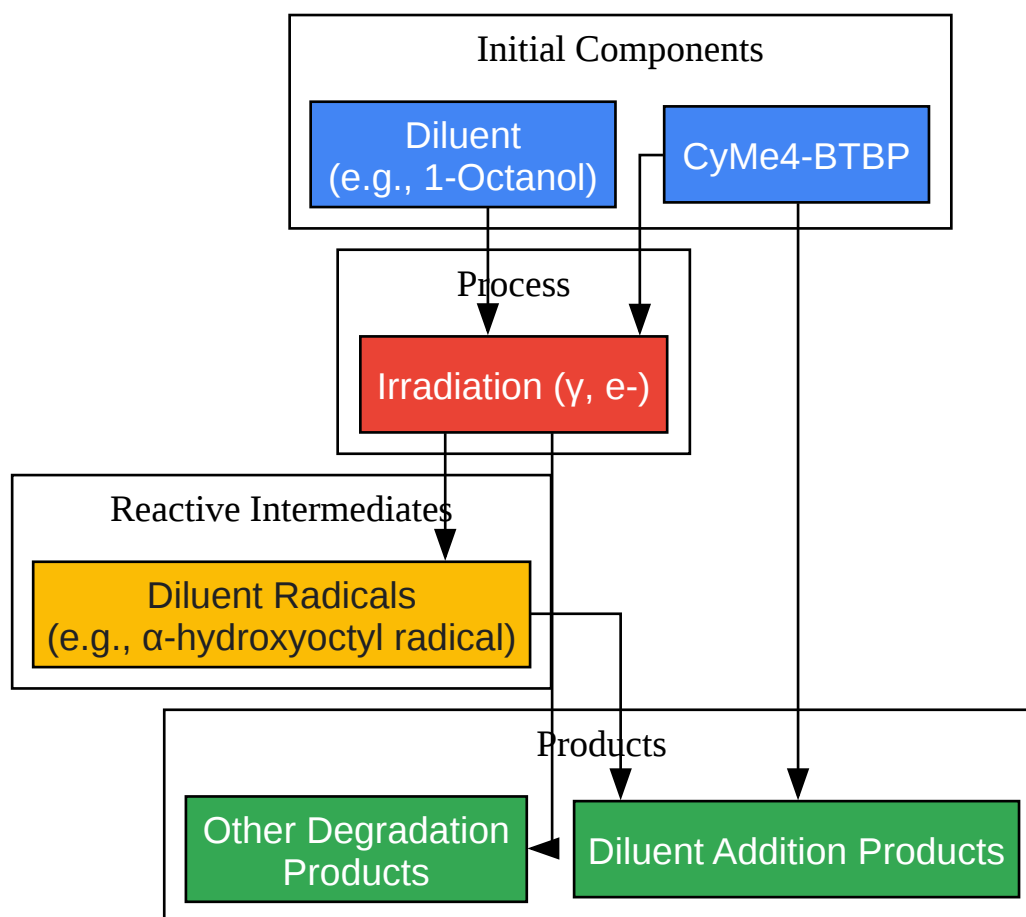 Initial Components
Diluent
(e.g., 1-Octanol)
CyMe4-BTBP
Process
Irradiation (γ, e-)
Reactive Intermediates
Diluent Radicals
(e.g., α-hydroxyoctyl radical)
Products
Other Degradation
Products
Diluent Addition Products